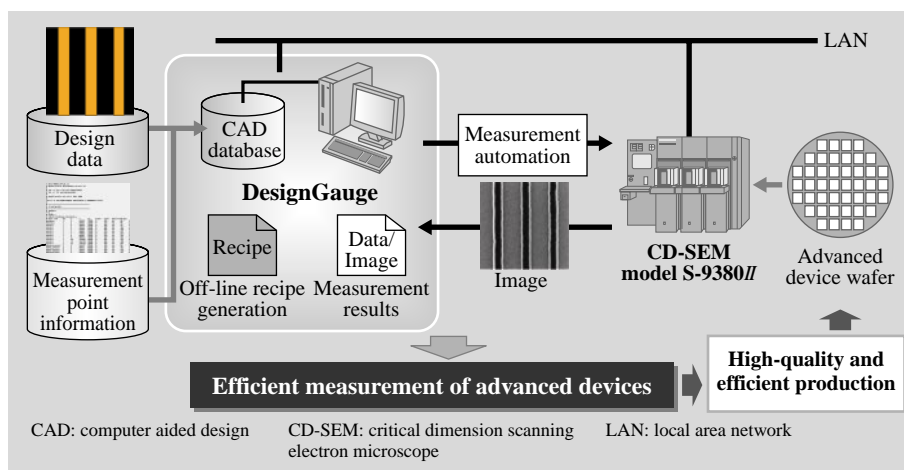 LAN
Design
data
CAD
database
Measurement
automation
DesignGauge
Recipe
Data/
Image
Off-line recipe
generation
Measurement
results
Image
CD-SEM
model S-9380II
Advanced
device wafer
Measurement
point
information
Efficient measurement of advanced devices
High-quality and
efficient production
CAD: computer aided design
CD-SEM: critical dimension scanning
electron microscope
LAN: local area network